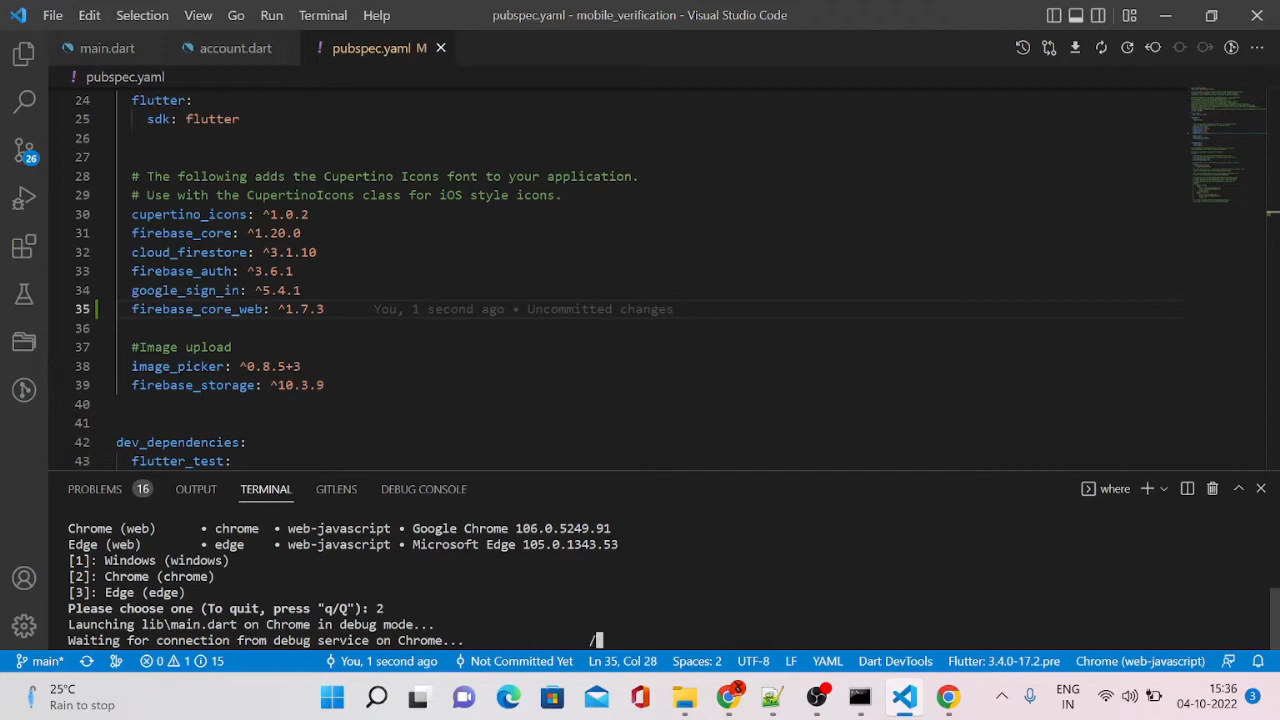 File Edit Selection View Go Run Terminal Help pubspec.yaml - mobile_verification - Visual Studio Code
main.dart account.dart ! pubspec.yaml M
! pubspec.yaml
24 flutter:
25 sdk: flutter
26
27
28 # The following adds the Cupertino Icons font to your application.
29 # Use with the CupertinoIcons class for iOS style icons.
30 cupertino_icons: ^1.0.2
31 firebase_core: ^1.20.0
32 cloud_firestore: ^3.1.10
33 firebase_auth: ^3.6.1
34 google_sign_in: ^5.4.1
35 firebase_core_web: ^1.7.3 You, 1 second ago • Uncommitted changes
36
37 #Image upload
38 image_picker: ^0.8.5+3
39 firebase_storage: ^10.3.9
40
41
42 dev_dependencies:
43 flutter_test:
26
PROBLEMS 16 OUTPUT TERMINAL GITLENS DEBUG CONSOLE where
Chrome (web) • chrome • web-javascript • Google Chrome 106.0.5249.91
Edge (web) • edge • web-javascript • Microsoft Edge 105.0.1343.53
[1]: Windows (windows)
[2]: Chrome (chrome)
[3]: Edge (edge)
Please choose one (To quit, press "q/Q"): 2
Launching lib\main.dart on Chrome in debug mode...
Waiting for connection from debug service on Chrome... /
main* 0 1 15 You, 1 second ago Not Committed Yet Ln 35, Col 28 Spaces: 2 UTF-8 LF YAML Dart DevTools Flutter: 3.4.0-17.2.pre Chrome (web-javascript)
25°C
Rain to stop
ENG
IN
15:36
04-10-2022
3